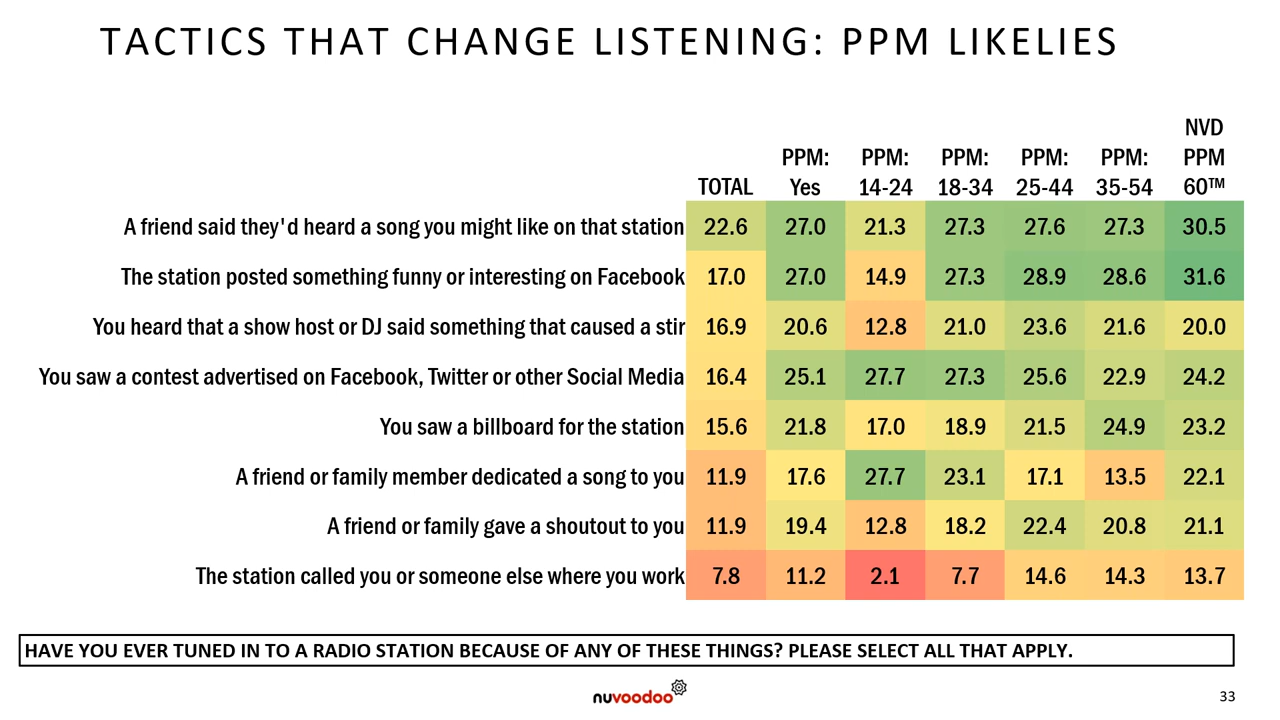 TACTICS THAT CHANGE LISTENING: PPM LIKELIES
TOTAL PPM: Yes PPM: 14-24 PPM: 18-34 PPM: 25-44 PPM: 35-54 NVD PPM 60™
A friend said they'd heard a song you might like on that station 22.6 27.0 21.3 27.3 27.6 27.3 30.5
The station posted something funny or interesting on Facebook 17.0 27.0 14.9 27.3 28.9 28.6 31.6
You heard that a show host or DJ said something that caused a stir 16.9 20.6 12.8 21.0 23.6 21.6 20.0
You saw a contest advertised on Facebook, Twitter or other Social Media 16.4 25.1 27.7 27.3 25.6 22.9 24.2
You saw a billboard for the station 15.6 21.8 17.0 18.9 21.5 24.9 23.2
A friend or family member dedicated a song to you 11.9 17.6 27.7 23.1 17.1 13.5 22.1
A friend or family gave a shoutout to you 11.9 19.4 12.8 18.2 22.4 20.8 21.1
The station called you or someone else where you work 7.8 11.2 2.1 7.7 14.6 14.3 13.7
HAVE YOU EVER TUNED IN TO A RADIO STATION BECAUSE OF ANY OF THESE THINGS? PLEASE SELECT ALL THAT APPLY.
nuvoodoo
33